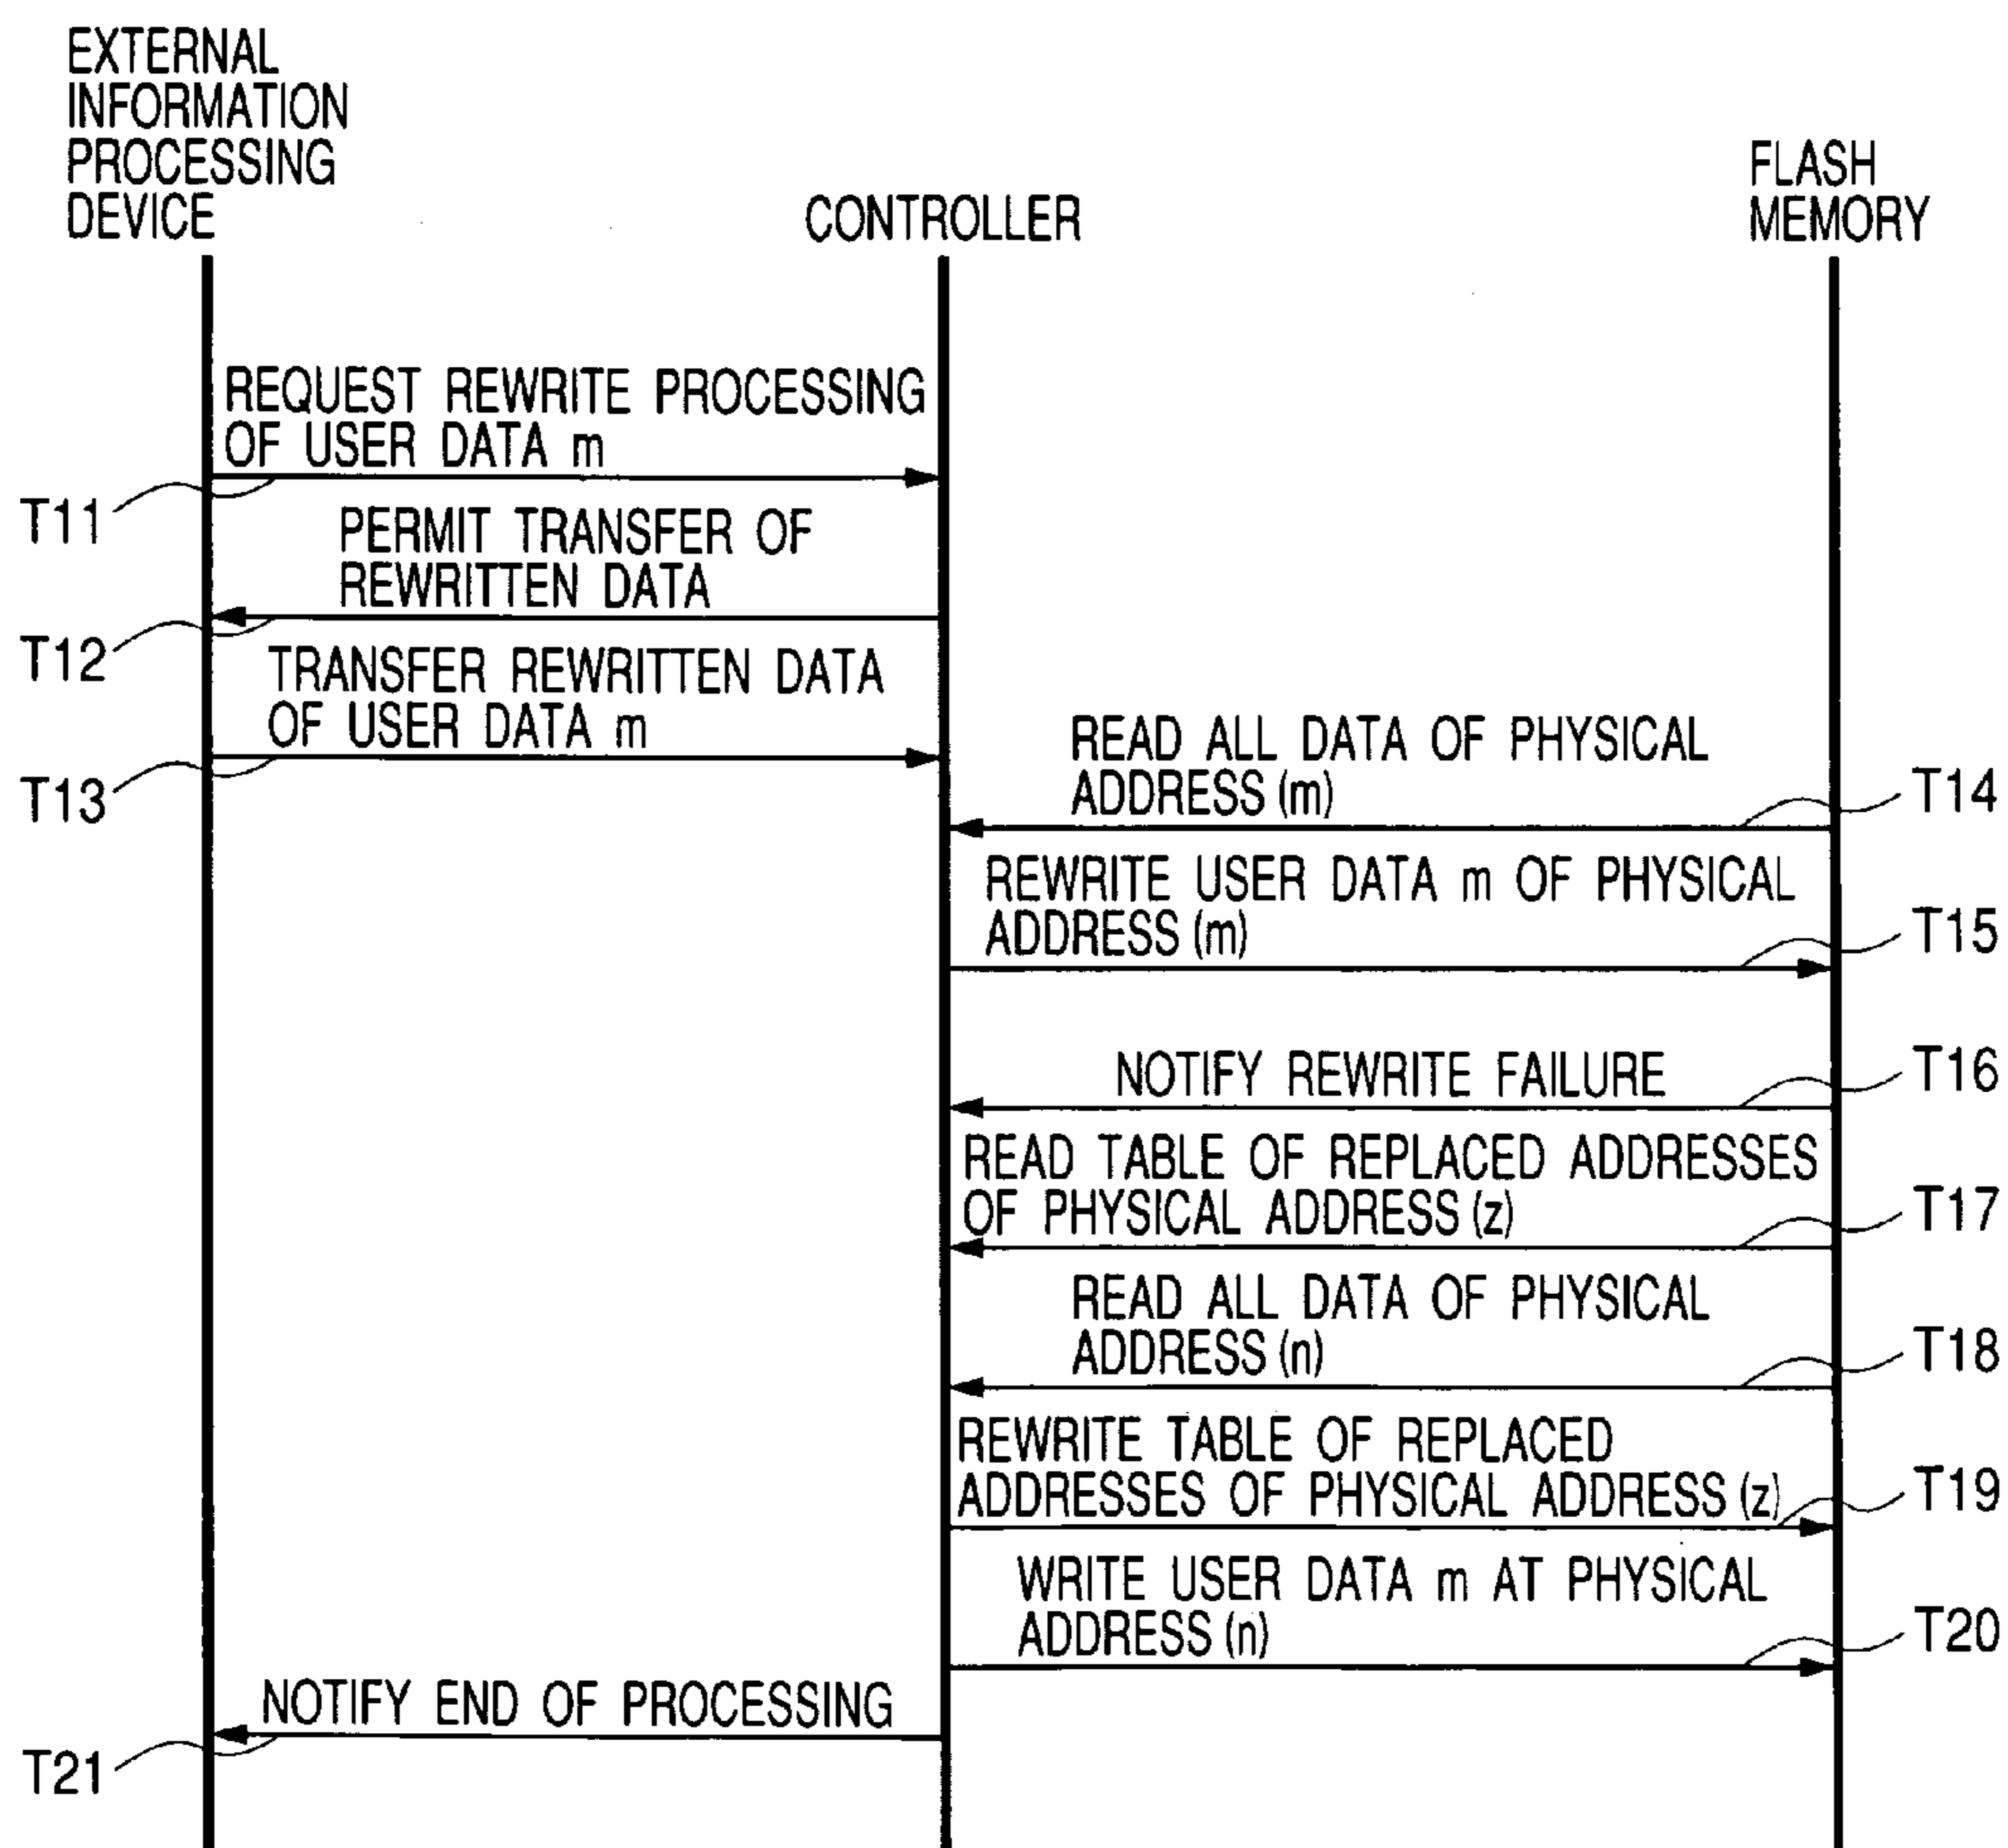 EXTERNAL
INFORMATION
PROCESSING
DEVICE
CONTROLLER
FLASH
MEMORY
REQUEST REWRITE PROCESSING
OF USER DATA m
T11
PERMIT TRANSFER OF
REWRITTEN DATA
T12
TRANSFER REWRITTEN DATA
OF USER DATA m
T13
READ ALL DATA OF PHYSICAL
ADDRESS (m)
T14
REWRITE USER DATA m OF PHYSICAL
ADDRESS (m)
T15
NOTIFY REWRITE FAILURE
T16
READ TABLE OF REPLACED ADDRESSES
OF PHYSICAL ADDRESS (z)
T17
READ ALL DATA OF PHYSICAL
ADDRESS (n)
T18
REWRITE TABLE OF REPLACED
ADDRESSES OF PHYSICAL ADDRESS (z)
T19
WRITE USER DATA m AT PHYSICAL
ADDRESS (n)
T20
NOTIFY END OF PROCESSING
T21